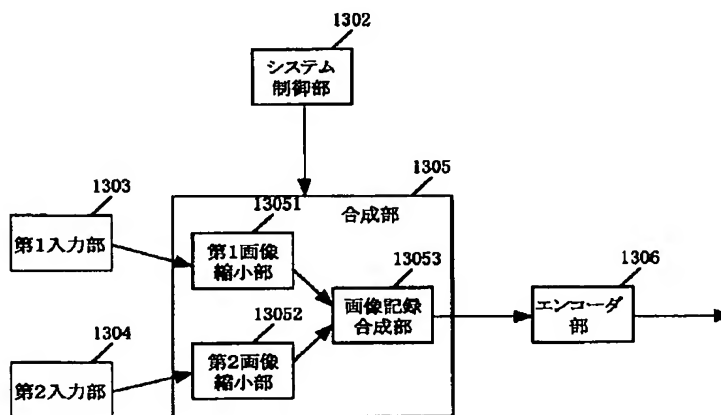 1302
システム
制御部
1303
第1入力部
1304
第2入力部
1305
合成部
13051
第1画像
縮小部
13052
第2画像
縮小部
13053
画像記録
合成部
1306
エンコーダ
部